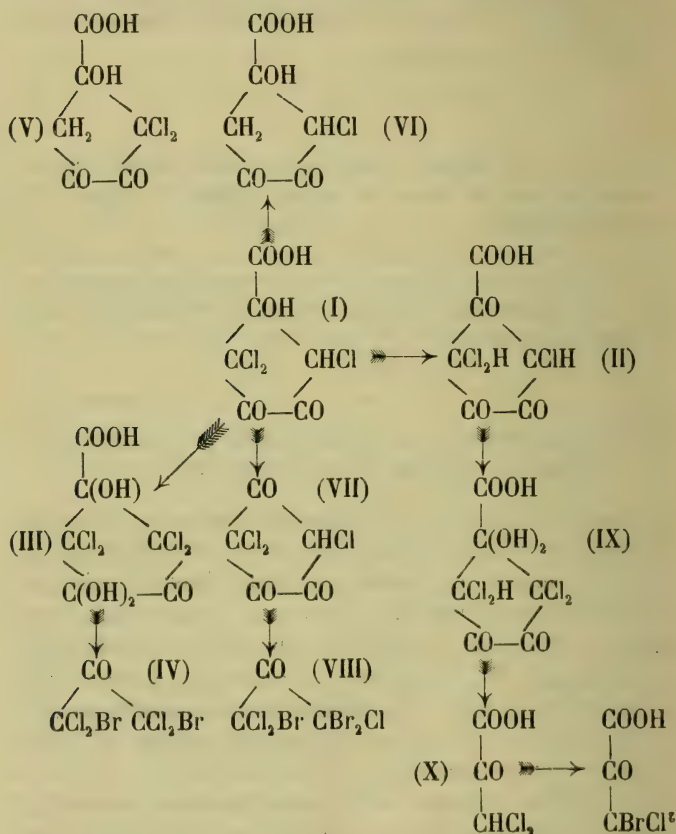 COOH COOH
COH COH
(V) CH₂ CCl₂ CH₂ CHCl (VI)
CO—CO CO—CO
COOH COOH
COH (I) CO
CCl₂ CHCl CCl₂H CClH (II)
CO—CO CO—CO
COOH
C(OH) CO (VII) COOH
(III) CCl₂ CCl₂ CCl₂ CHCl C(OH)₂ (IX)
C(OH)₂—CO CO—CO CCl₂H CCl₂
CO—CO
CO (IV) CO (VIII)
CCl₂Br CCl₂Br CCl₂Br CBr₂Cl COOH COOH
(X) CO CO
CHCl₂ CBrCl²